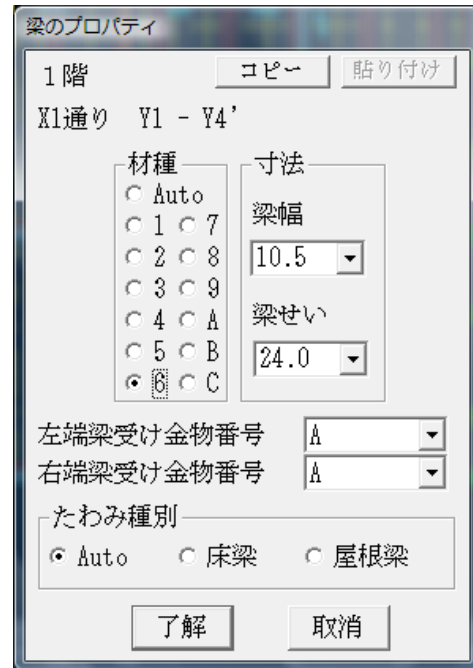 梁のプロパティ
1階 コピー 貼り付け
X1通り Y1 - Y4'
材種 寸法
Auto
1 7
2 8
3 9
4 A
5 B
6 C
梁幅
10.5
梁せい
24.0
左端梁受け金物番号 A
右端梁受け金物番号 A
たわみ種別
Auto 床梁 屋根梁
了解 取消